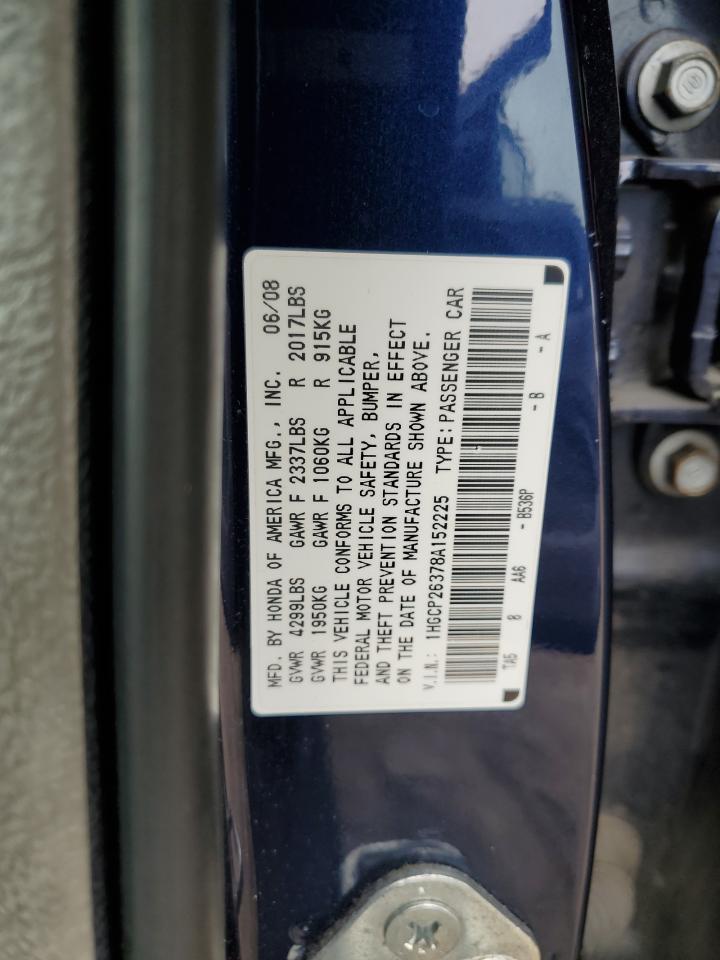 MFD. BY HONDA OF AMERICA MFG., INC. 06/08
GVWR 4299LBS GAWR F 2337LBS R 2017LBS
GVWR 1950KG GAWR F 1060KG R 915KG
THIS VEHICLE CONFORMS TO ALL APPLICABLE
FEDERAL MOTOR VEHICLE SAFETY, BUMPER,
AND THEFT PREVENTION STANDARDS IN EFFECT
ON THE DATE OF MANUFACTURE SHOWN ABOVE.
V.I.N.: 1HGCP26378A152225 TYPE: PASSENGER CAR
TA5 8 AA6 - B536P - B - A